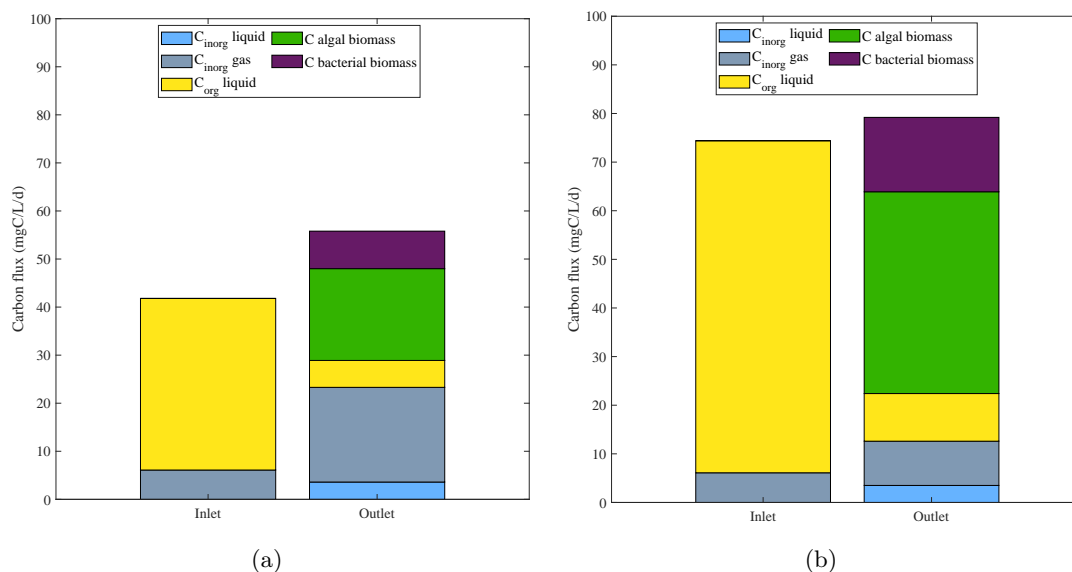 100
90
80
70
60
50
40
30
20
10
0
Carbon flux (mgC/L/d)
C_inorg liquid
C_inorg gas
C_org liquid
C algal biomass
C bacterial biomass
Inlet Outlet
(a)
100
90
80
70
60
50
40
30
20
10
0
Carbon flux (mgC/L/d)
C_inorg liquid
C_inorg gas
C_org liquid
C algal biomass
C bacterial biomass
Inlet Outlet
(b)